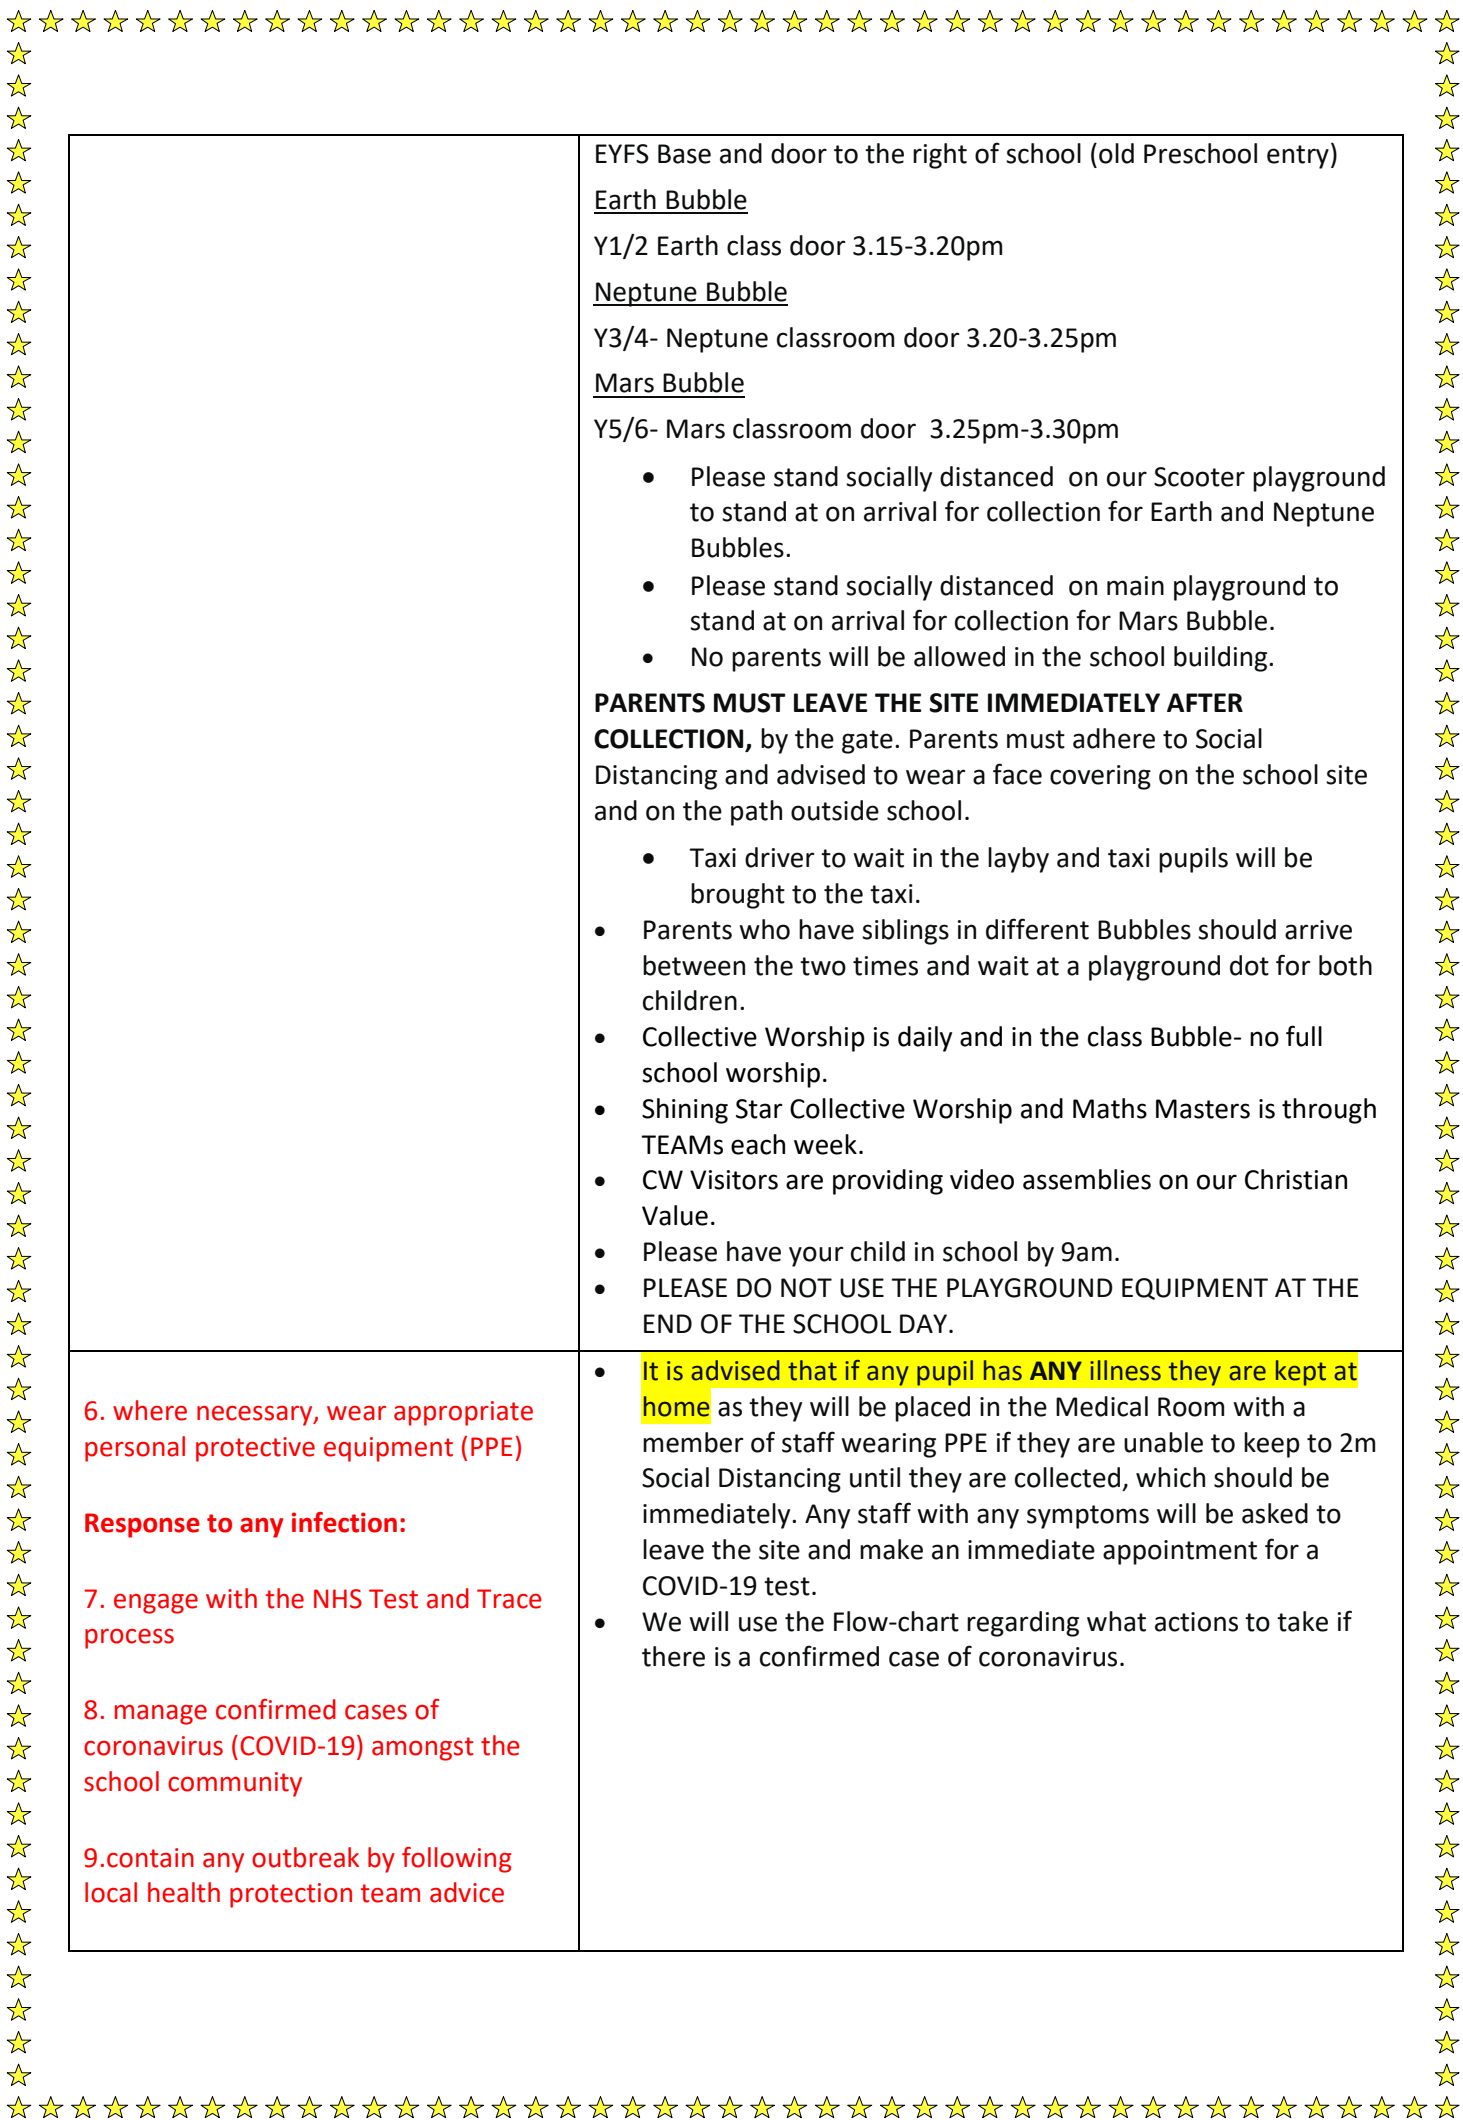 EYFS Base and door to the right of school (old Preschool entry)
Earth Bubble
Y1/2 Earth class door 3.15-3.20pm
Neptune Bubble
Y3/4- Neptune classroom door 3.20-3.25pm
Mars Bubble
Y5/6- Mars classroom door  3.25pm-3.30pm
• Please stand socially distanced  on our Scooter playground
to stand at on arrival for collection for Earth and Neptune
Bubbles.
• Please stand socially distanced  on main playground to
stand at on arrival for collection for Mars Bubble.
• No parents will be allowed in the school building.
PARENTS MUST LEAVE THE SITE IMMEDIATELY AFTER
COLLECTION, by the gate. Parents must adhere to Social
Distancing and advised to wear a face covering on the school site
and on the path outside school.
• Taxi driver to wait in the layby and taxi pupils will be
brought to the taxi.
• Parents who have siblings in different Bubbles should arrive
between the two times and wait at a playground dot for both
children.
• Collective Worship is daily and in the class Bubble- no full
school worship.
• Shining Star Collective Worship and Maths Masters is through
TEAMs each week.
• CW Visitors are providing video assemblies on our Christian
Value.
• Please have your child in school by 9am.
• PLEASE DO NOT USE THE PLAYGROUND EQUIPMENT AT THE
END OF THE SCHOOL DAY.
6. where necessary, wear appropriate
personal protective equipment (PPE)
Response to any infection:
7. engage with the NHS Test and Trace
process
8. manage confirmed cases of
coronavirus (COVID-19) amongst the
school community
9.contain any outbreak by following
local health protection team advice
• It is advised that if any pupil has ANY illness they are kept at
home as they will be placed in the Medical Room with a
member of staff wearing PPE if they are unable to keep to 2m
Social Distancing until they are collected, which should be
immediately. Any staff with any symptoms will be asked to
leave the site and make an immediate appointment for a
COVID-19 test.
• We will use the Flow-chart regarding what actions to take if
there is a confirmed case of coronavirus.